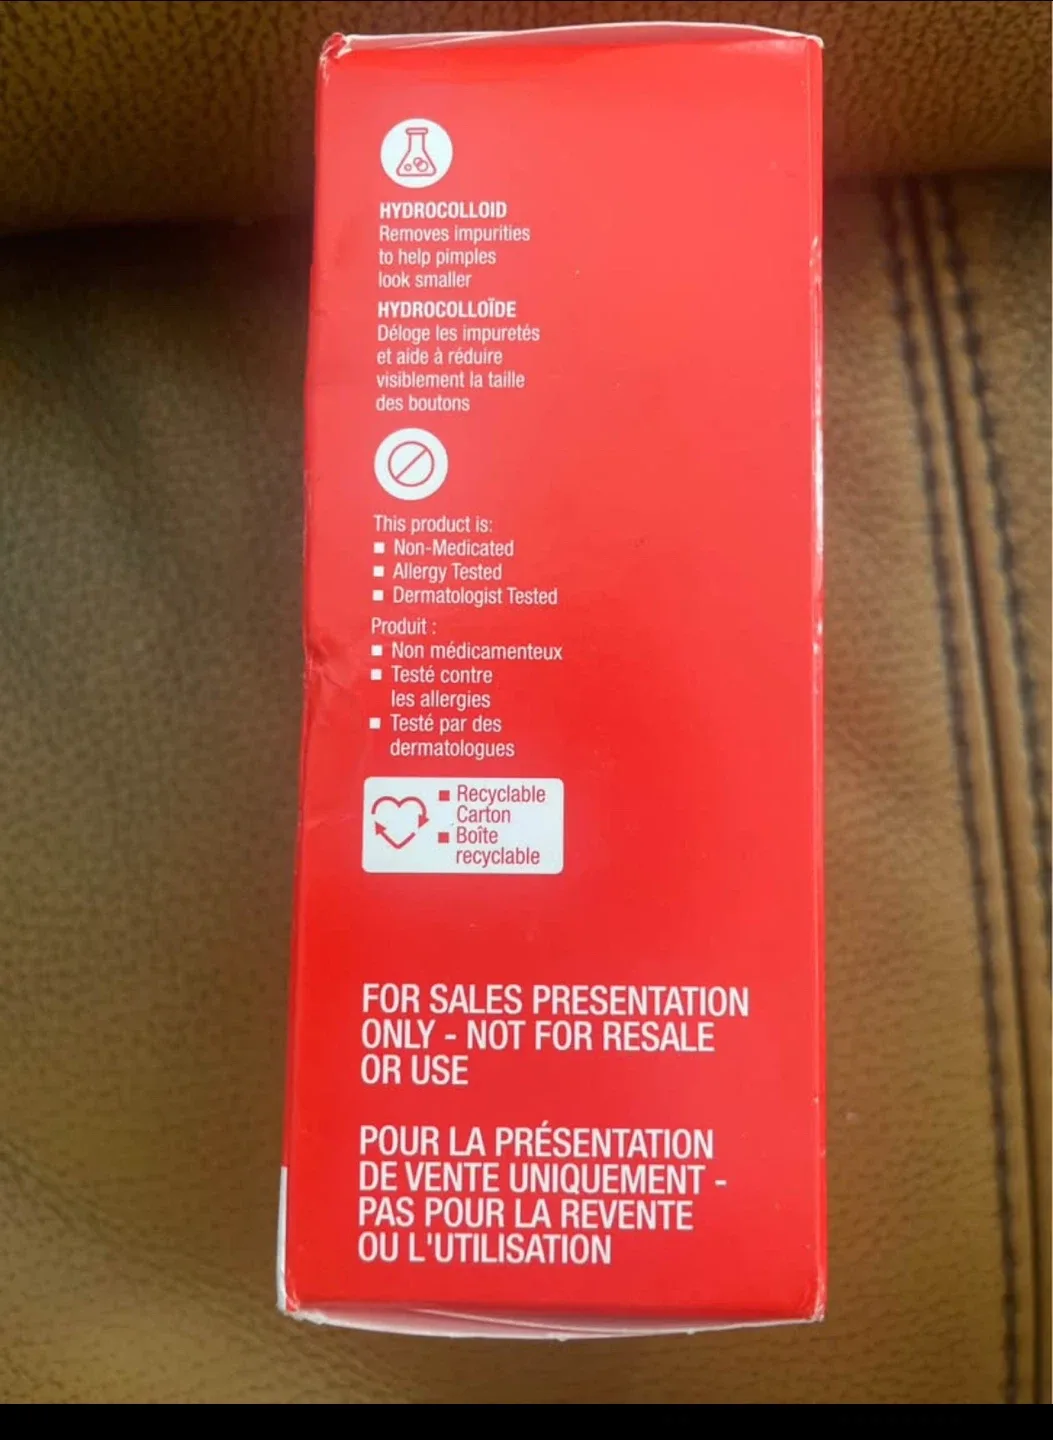 HYDROCOLLOID
Removes impurities
to help pimples
look smaller
HYDROCOLLOÏDE
Déloge les impuretés
et aide à réduire
visiblement la taille
des boutons
This product is:
Non-Medicated
Allergy Tested
Dermatologist Tested
Produit :
Non médicamenteux
Testé contre
les allergies
Testé par des
dermatologues
Recyclable
Carton
Boîte
recyclable
FOR SALES PRESENTATION
ONLY - NOT FOR RESALE
OR USE
POUR LA PRÉSENTATION
DE VENTE UNIQUEMENT -
PAS POUR LA REVENTE
OU L'UTILISATION